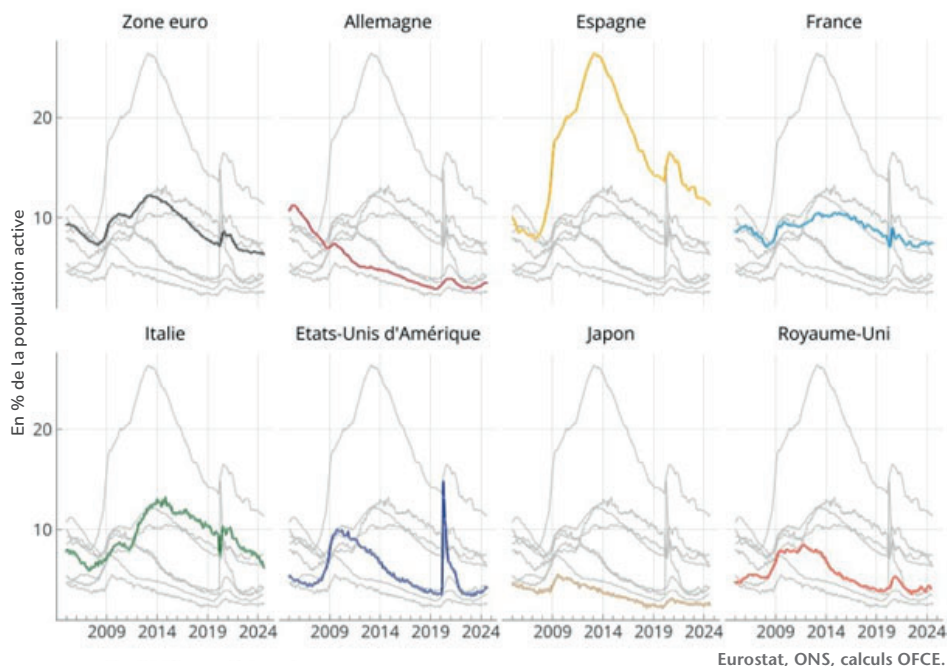 Zone euro
Allemagne
Espagne
France
En % de la population active
20
10
Italie
Etats-Unis d'Amérique
Japon
Royaume-Uni
20
10
2009 2014 2019 2024
2009 2014 2019 2024
2009 2014 2019 2024
2009 2014 2019 2024
Eurostat, ONS, calculs OFCE.